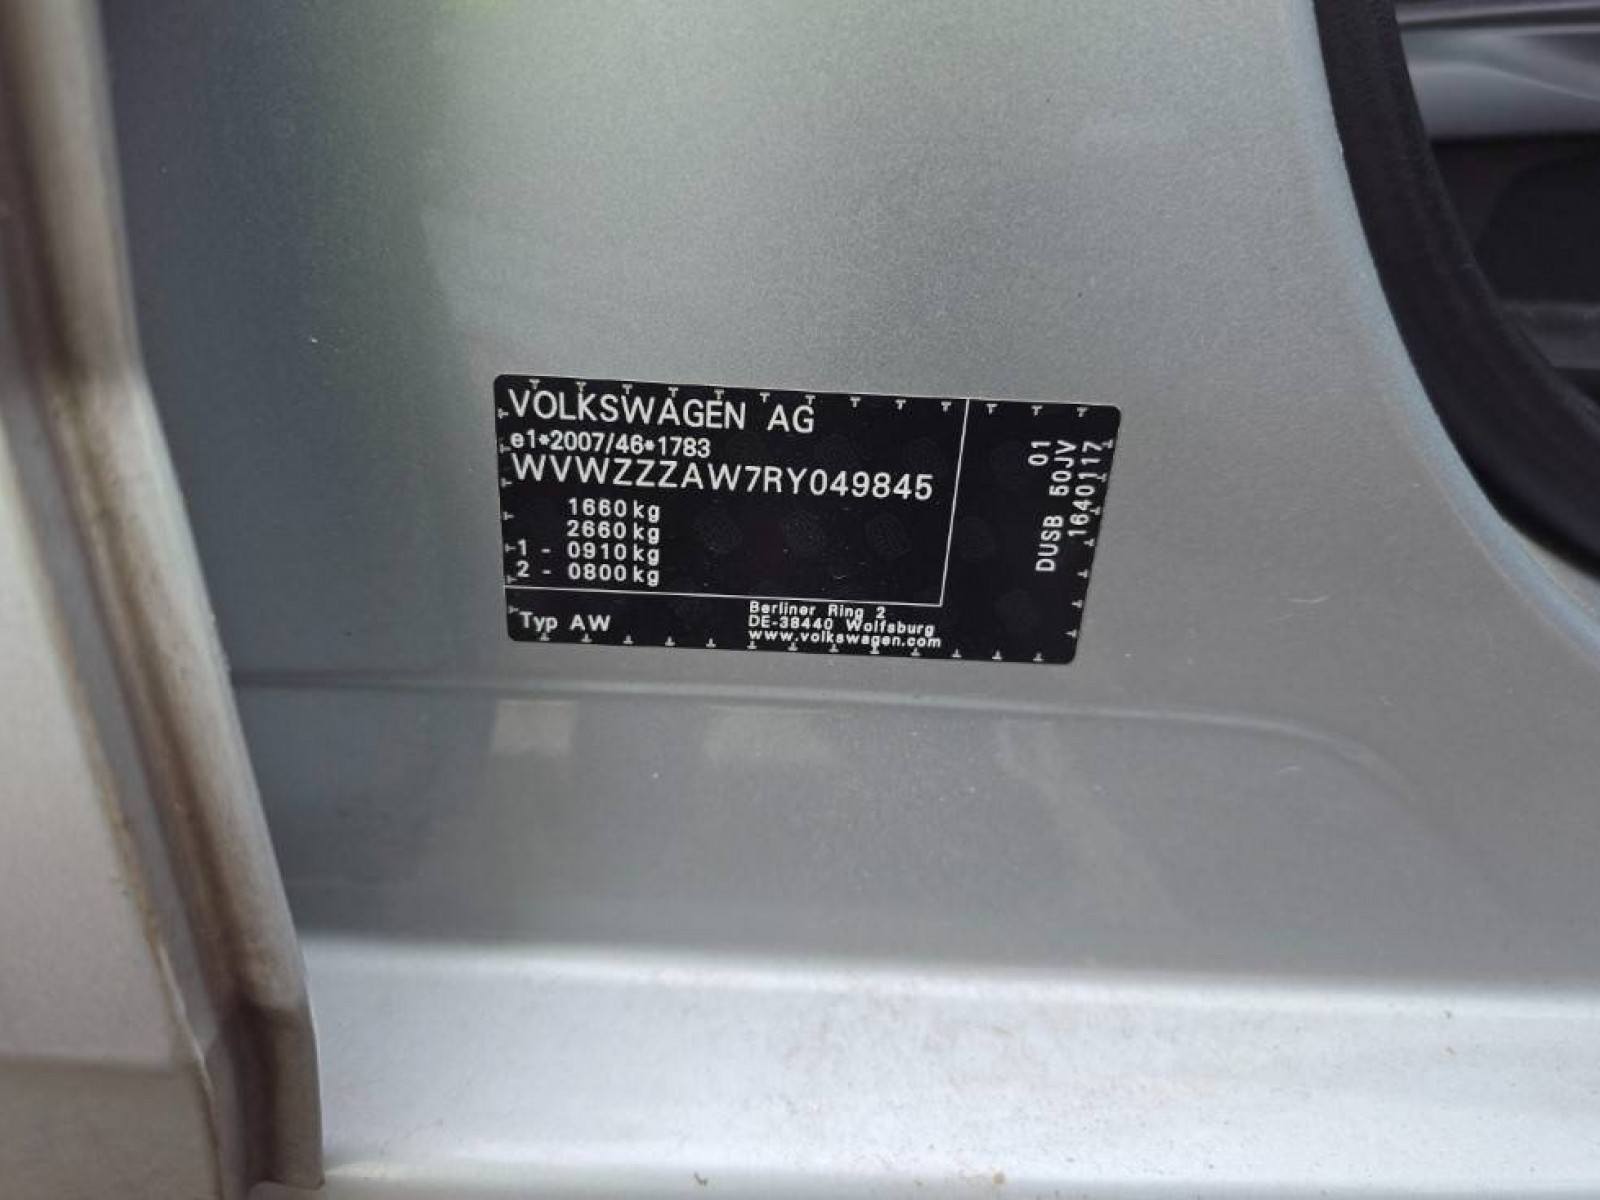 VOLKSWAGEN AG
e1*2007/46*1783
WVWZZZAW7RY049845
1660kg
2660kg
1 - 0910kg
2 - 0800kg
Typ AW
Berliner Ring 2
DE-38440 Wolfsburg
www.volkswagen.com
01
DUSB 50JV
1640117